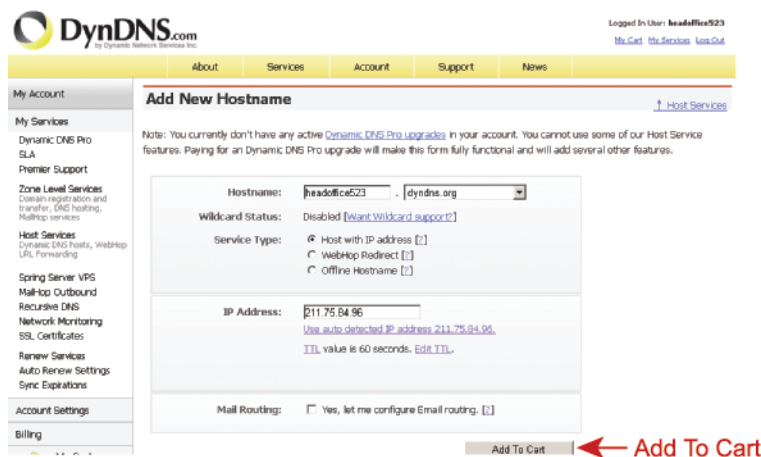 DynDNS.com
by Dynamic Network Services Inc.
Logged In User: headoffice523
My Cart My Services Log Out
About Services Account Support News
My Account
My Services
Dynamic DNS Pro
SLA
Premier Support
Zone Level Services
Domain registration and
transfer, DNS hosting,
MailHop services
Host Services
Dynamic DNS hosts, WebHop
URL Forwarding
Spring Server VPS
MailHop Outbound
Recursive DNS
Network Monitoring
SSL Certificates
Renew Services
Auto Renew Settings
Sync Expirations
Account Settings
Billing
Add New Hostname
↑ Host Services
Note: You currently don't have any active Dynamic DNS Pro upgrades in your account. You cannot use some of our Host Service
features. Paying for an Dynamic DNS Pro upgrade will make this form fully functional and will add several other features.
Hostname: headoffice523 . dyndns.org
Wildcard Status: Disabled [Want Wildcard support?]
Service Type: Host with IP address [?]
WebHop Redirect [?]
Offline Hostname [?]
IP Address: 211.75.84.96
Use auto detected IP address 211.75.84.96.
TTL value is 60 seconds. Edit TTL.
Mail Routing: Yes, let me configure Email routing. [?]
Add To Cart
Add To Cart